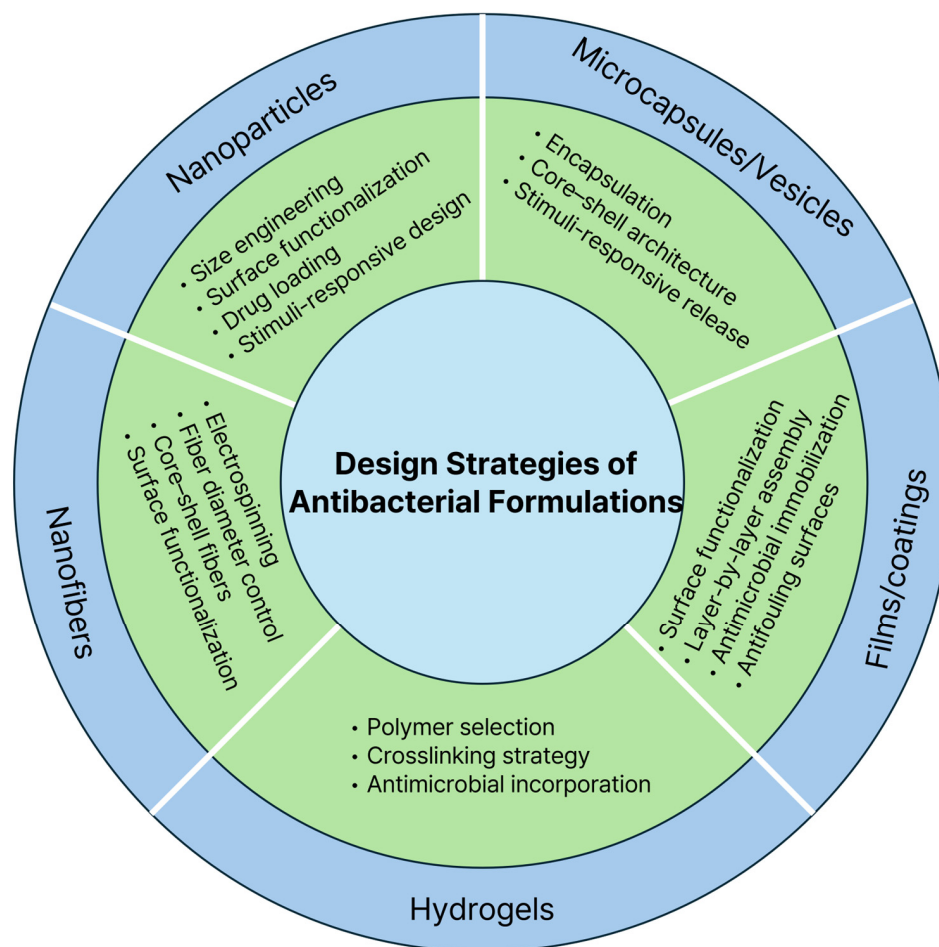 Design Strategies of
Antibacterial Formulations
Nanoparticles
• Size engineering
• Surface functionalization
• Drug loading
• Stimuli-responsive design
Microcapsules/Vesicles
• Encapsulation
• Core–shell architecture
• Stimuli-responsive release
Films/coatings
• Surface functionalization
• Layer-by-layer assembly
• Antimicrobial immobilization
• Antifouling surfaces
Hydrogels
• Polymer selection
• Crosslinking strategy
• Antimicrobial incorporation
Nanofibers
• Electrospinning
• Fiber diameter control
• Core–shell fibers
• Surface functionalization